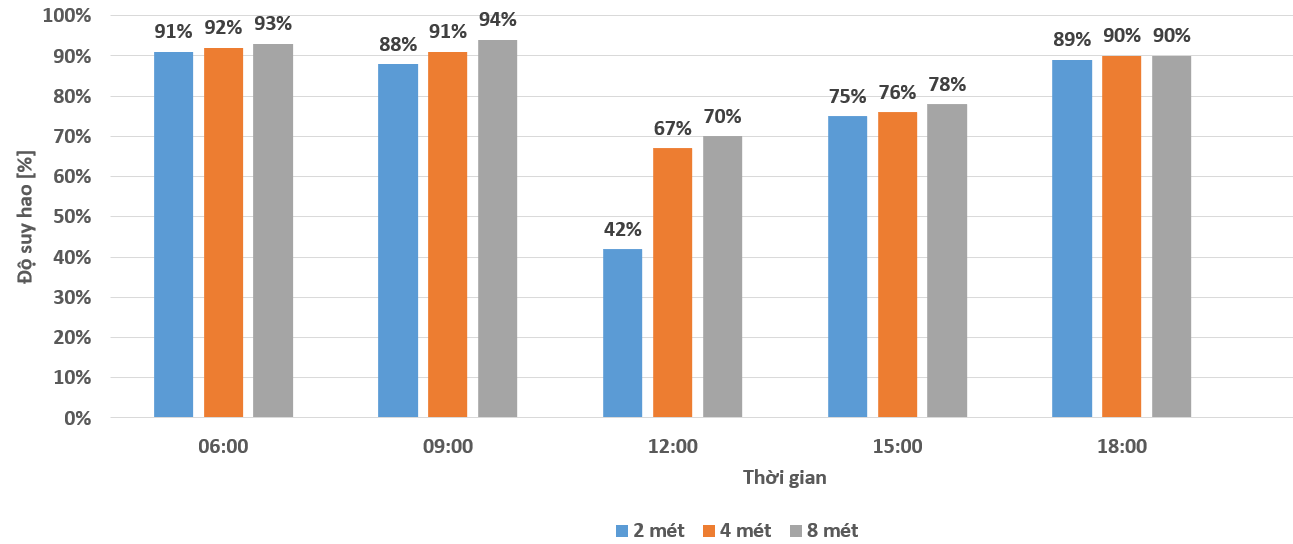 Độ suy hao [%]
100%
90%
80%
70%
60%
50%
40%
30%
20%
10%
0%
91% 92% 93%
88% 91% 94%
42% 67% 70%
75% 76% 78%
89% 90% 90%
06:00 09:00 12:00 15:00 18:00
Thời gian
2 mét 4 mét 8 mét